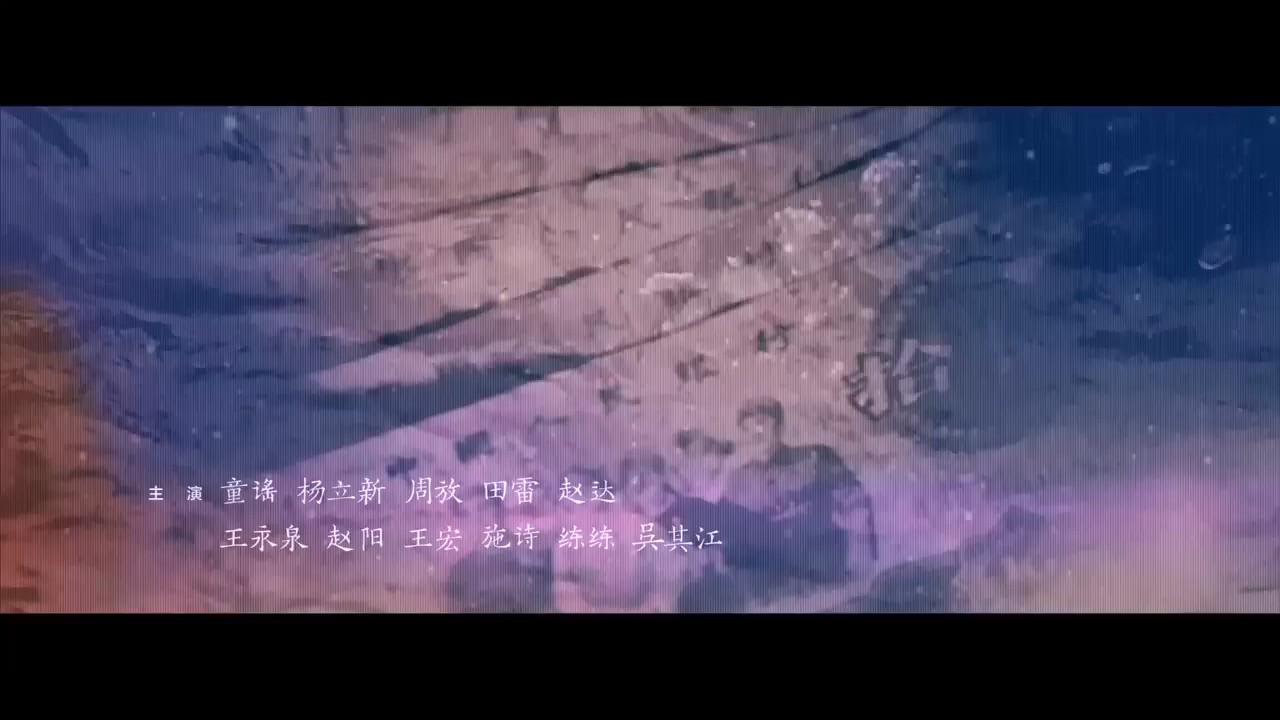 拾
主 演 童谣 杨立新 周放 田雷 赵达
王永泉 赵阳 王宏 施诗 练练 吴其江